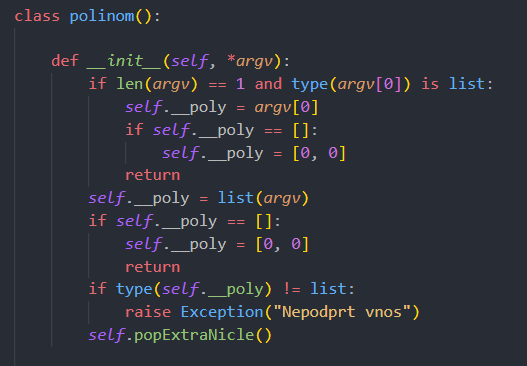 class polinom():
def __init__(self, *argv):
if len(argv) == 1 and type(argv[0]) is list:
self.__poly = argv[0]
if self.__poly == []:
self.__poly = [0, 0]
return
self.__poly = list(argv)
if self.__poly == []:
self.__poly = [0, 0]
return
if type(self.__poly) != list:
raise Exception("Nepodprt vnos")
self.popExtraNicle()